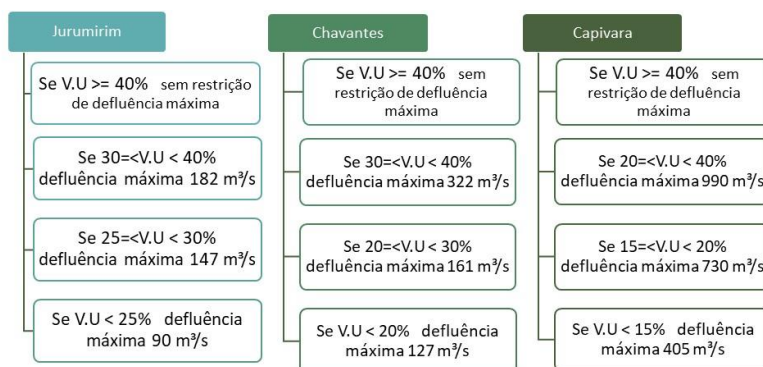 Jurumirim
Se V.U >= 40% sem restrição
de defluência máxima
Se 30=<V.U < 40%
defluência máxima 182 m³/s
Se 25=<V.U < 30%
defluência máxima 147 m³/s
Se V.U < 25% defluência
máxima 90 m³/s
Chavantes
Se V.U >= 40% sem
restrição de defluência
máxima
Se 30=<V.U < 40%
defluência máxima 322 m³/s
Se 20=<V.U < 30%
defluência máxima 161 m³/s
Se V.U < 20% defluência
máxima 127 m³/s
Capivara
Se V.U >= 40% sem
restrição de defluência
máxima
Se 20=<V.U < 40%
defluência máxima 990 m³/s
Se 15=<V.U < 20%
defluência máxima 730 m³/s
Se V.U < 15% defluência
máxima 405 m³/s